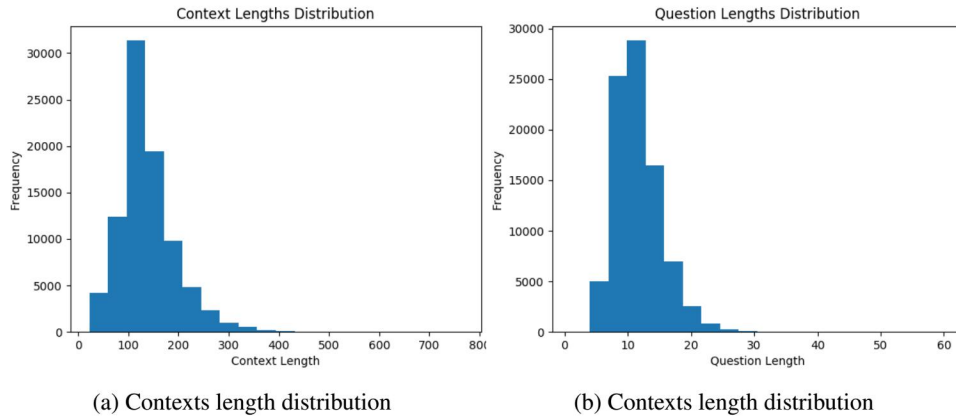 Context Lengths Distribution
30000
25000
20000
15000
10000
5000
0
Frequency
0 100 200 300 400 500 600 700 800
Context Length
(a) Contexts length distribution
Question Lengths Distribution
30000
25000
20000
15000
10000
5000
0
Frequency
0 10 20 30 40 50 60
Question Length
(b) Contexts length distribution